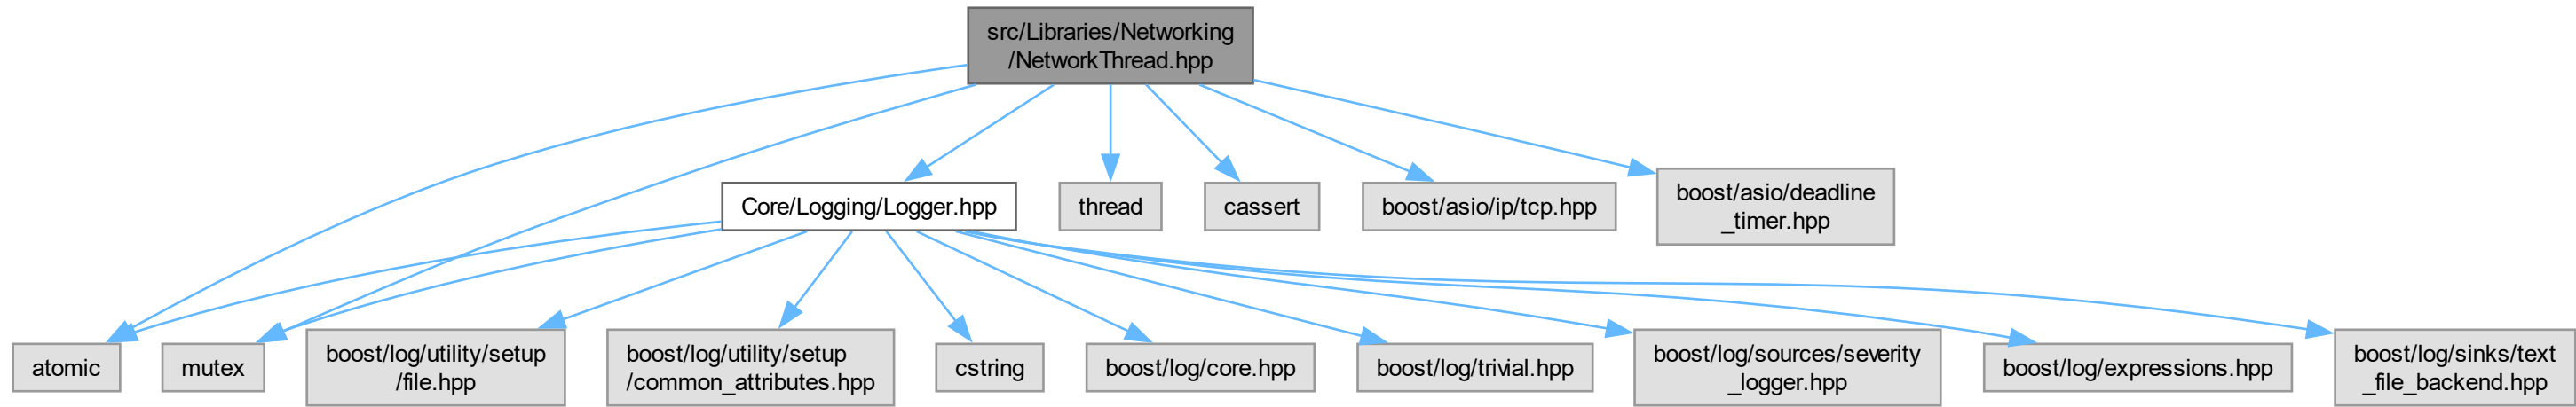 src/Libraries/Networking
/NetworkThread.hpp
Core/Logging/Logger.hpp
thread
cassert
boost/asio/ip/tcp.hpp
boost/asio/deadline
_timer.hpp
atomic
mutex
boost/log/utility/setup
/file.hpp
boost/log/utility/setup
/common_attributes.hpp
cstring
boost/log/core.hpp
boost/log/trivial.hpp
boost/log/sources/severity
_logger.hpp
boost/log/expressions.hpp
boost/log/sinks/text
_file_backend.hpp